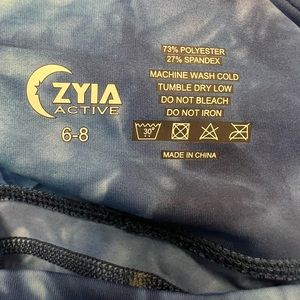 ZYIA
ACTIVE
6-8
73% POLYESTER
27% SPANDEX
MACHINE WASH COLD
TUMBLE DRY LOW
DO NOT BLEACH
DO NOT IRON
30°
MADE IN CHINA